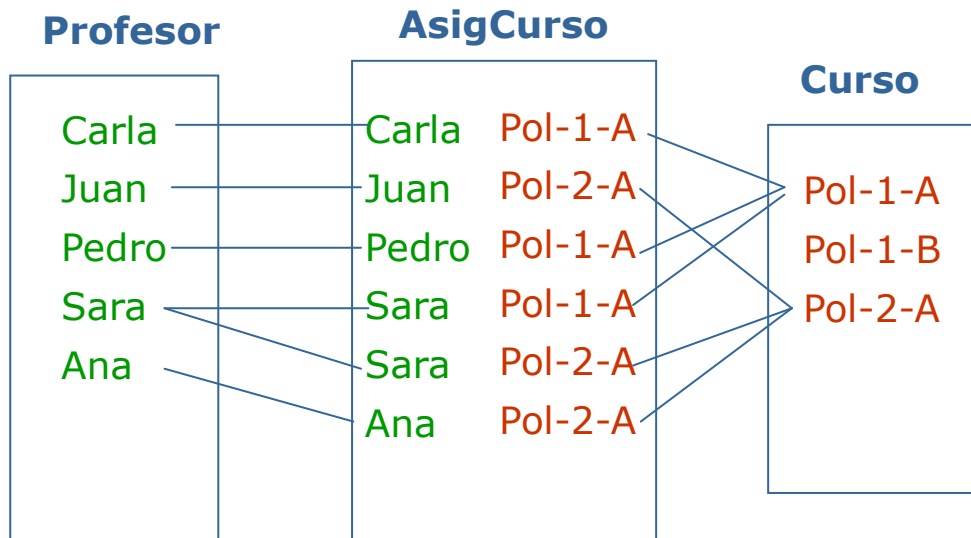 Profesor
AsigCurso
Curso
Carla
Juan
Pedro
Sara
Ana
Carla Pol-1-A
Juan Pol-2-A
Pedro Pol-1-A
Sara Pol-1-A
Sara Pol-2-A
Ana Pol-2-A
Pol-1-A
Pol-1-B
Pol-2-A